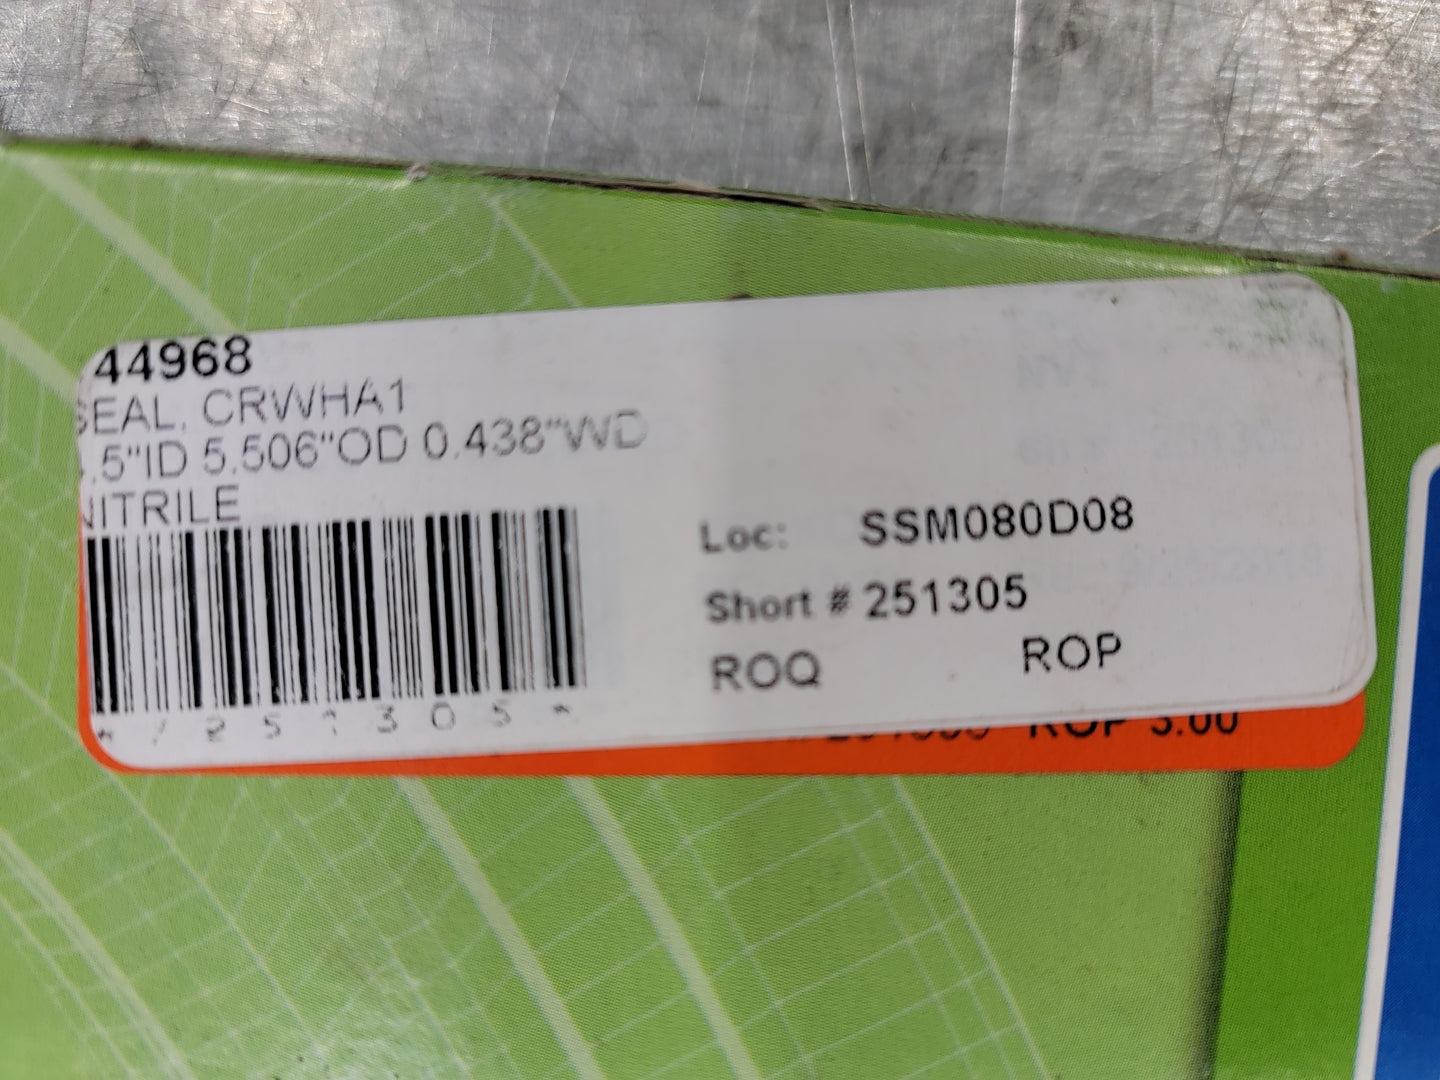 44968
SEAL, CRWHA1
.5"ID 5.506"OD 0.438"WD
NITRILE
Loc: SSM080D08
Short # 251305
ROQ ROP
ROP 3.00